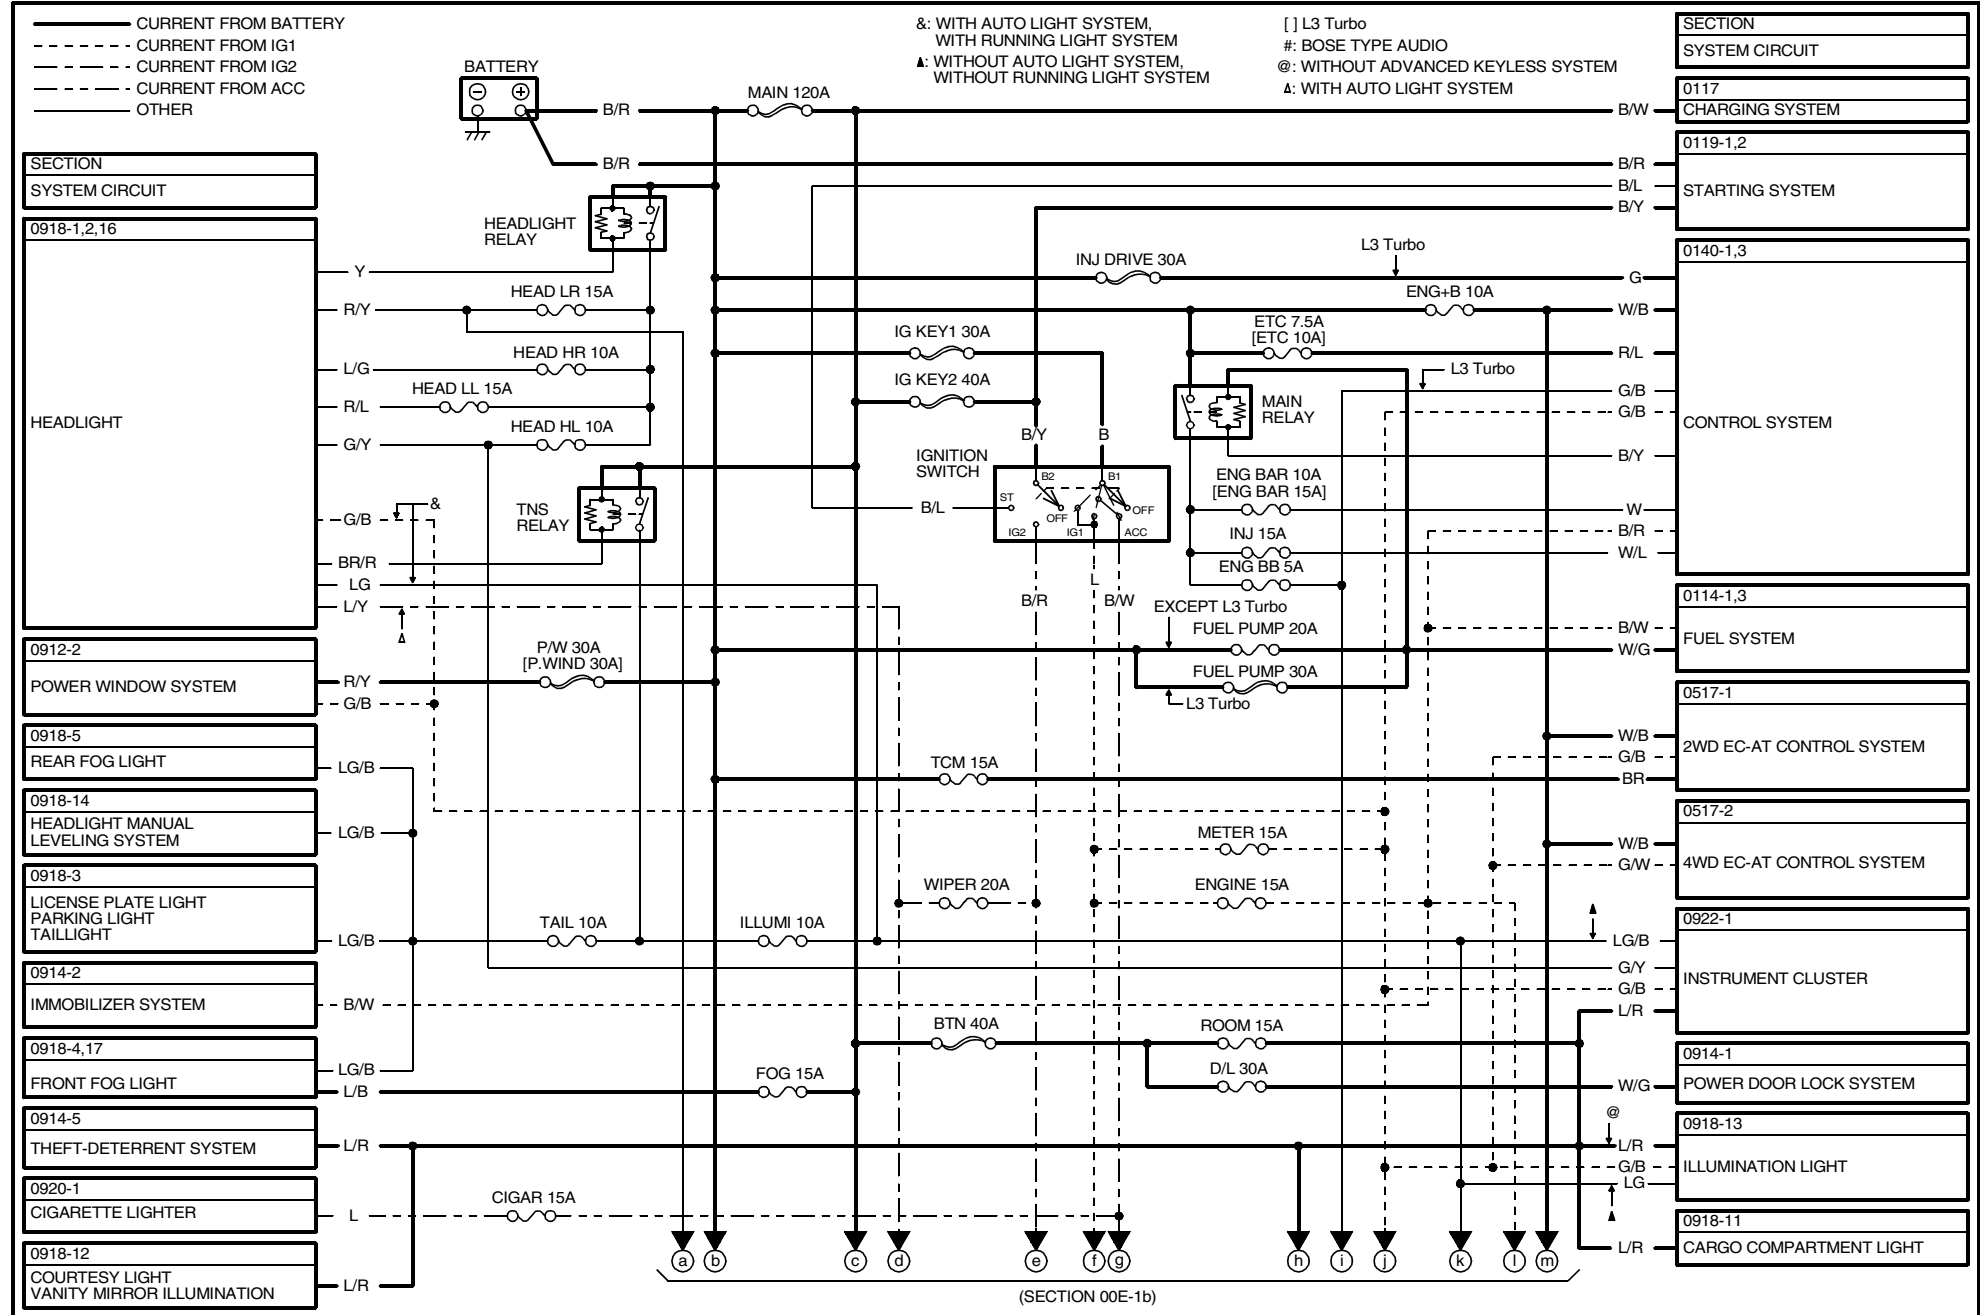 CURRENT FROM BATTERY
CURRENT FROM IG1
CURRENT FROM IG2
CURRENT FROM ACC
OTHER
&: WITH AUTO LIGHT SYSTEM,
WITH RUNNING LIGHT SYSTEM
▲: WITHOUT AUTO LIGHT SYSTEM,
WITHOUT RUNNING LIGHT SYSTEM
[ ] L3 Turbo
#: BOSE TYPE AUDIO
@: WITHOUT ADVANCED KEYLESS SYSTEM
△: WITH AUTO LIGHT SYSTEM
SECTION
SYSTEM CIRCUIT
0918-1,2,16
HEADLIGHT
Y
R/Y
L/G
R/L
G/Y
G/B
BR/R
LG
L/Y
&
△
0912-2
POWER WINDOW SYSTEM
R/Y
G/B
0918-5
REAR FOG LIGHT
LG/B
0918-14
HEADLIGHT MANUAL
LEVELING SYSTEM
LG/B
0918-3
LICENSE PLATE LIGHT
PARKING LIGHT
TAILLIGHT
LG/B
0914-2
IMMOBILIZER SYSTEM
B/W
0918-4,17
FRONT FOG LIGHT
LG/B
L/B
0914-5
THEFT-DETERRENT SYSTEM
L/R
0920-1
CIGARETTE LIGHTER
L
0918-12
COURTESY LIGHT
VANITY MIRROR ILLUMINATION
L/R
BATTERY
B/R
B/R
MAIN 120A
HEADLIGHT
RELAY
HEAD LR 15A
HEAD HR 10A
HEAD LL 15A
HEAD HL 10A
TNS
RELAY
P/W 30A
[P.WIND 30A]
TAIL 10A
ILLUMI 10A
FOG 15A
CIGAR 15A
INJ DRIVE 30A
L3 Turbo
IG KEY1 30A
IG KEY2 40A
B/Y
B
IGNITION
SWITCH
B2
B1
ST
OFF
OFF
IG2
IG1
ACC
B/L
B/R
L
B/W
ENG+B 10A
ETC 7.5A
[ETC 10A]
L3 Turbo
MAIN
RELAY
ENG BAR 10A
[ENG BAR 15A]
INJ 15A
ENG BB 5A
EXCEPT L3 Turbo
FUEL PUMP 20A
FUEL PUMP 30A
L3 Turbo
TCM 15A
METER 15A
WIPER 20A
ENGINE 15A
BTN 40A
ROOM 15A
D/L 30A
SECTION
SYSTEM CIRCUIT
B/W
0117
CHARGING SYSTEM
0119-1,2
STARTING SYSTEM
B/R
B/L
B/Y
0140-1,3
CONTROL SYSTEM
G
W/B
R/L
G/B
G/B
B/Y
W
B/R
W/L
0114-1,3
FUEL SYSTEM
B/W
W/G
0517-1
2WD EC-AT CONTROL SYSTEM
W/B
G/B
BR
0517-2
4WD EC-AT CONTROL SYSTEM
W/B
G/W
0922-1
INSTRUMENT CLUSTER
▲
LG/B
G/Y
G/B
L/R
0914-1
POWER DOOR LOCK SYSTEM
W/G
0918-13
ILLUMINATION LIGHT
@
L/R
G/B
LG
▲
0918-11
CARGO COMPARTMENT LIGHT
L/R
a b c d e f g h i j k l m
(SECTION 00E-1b)